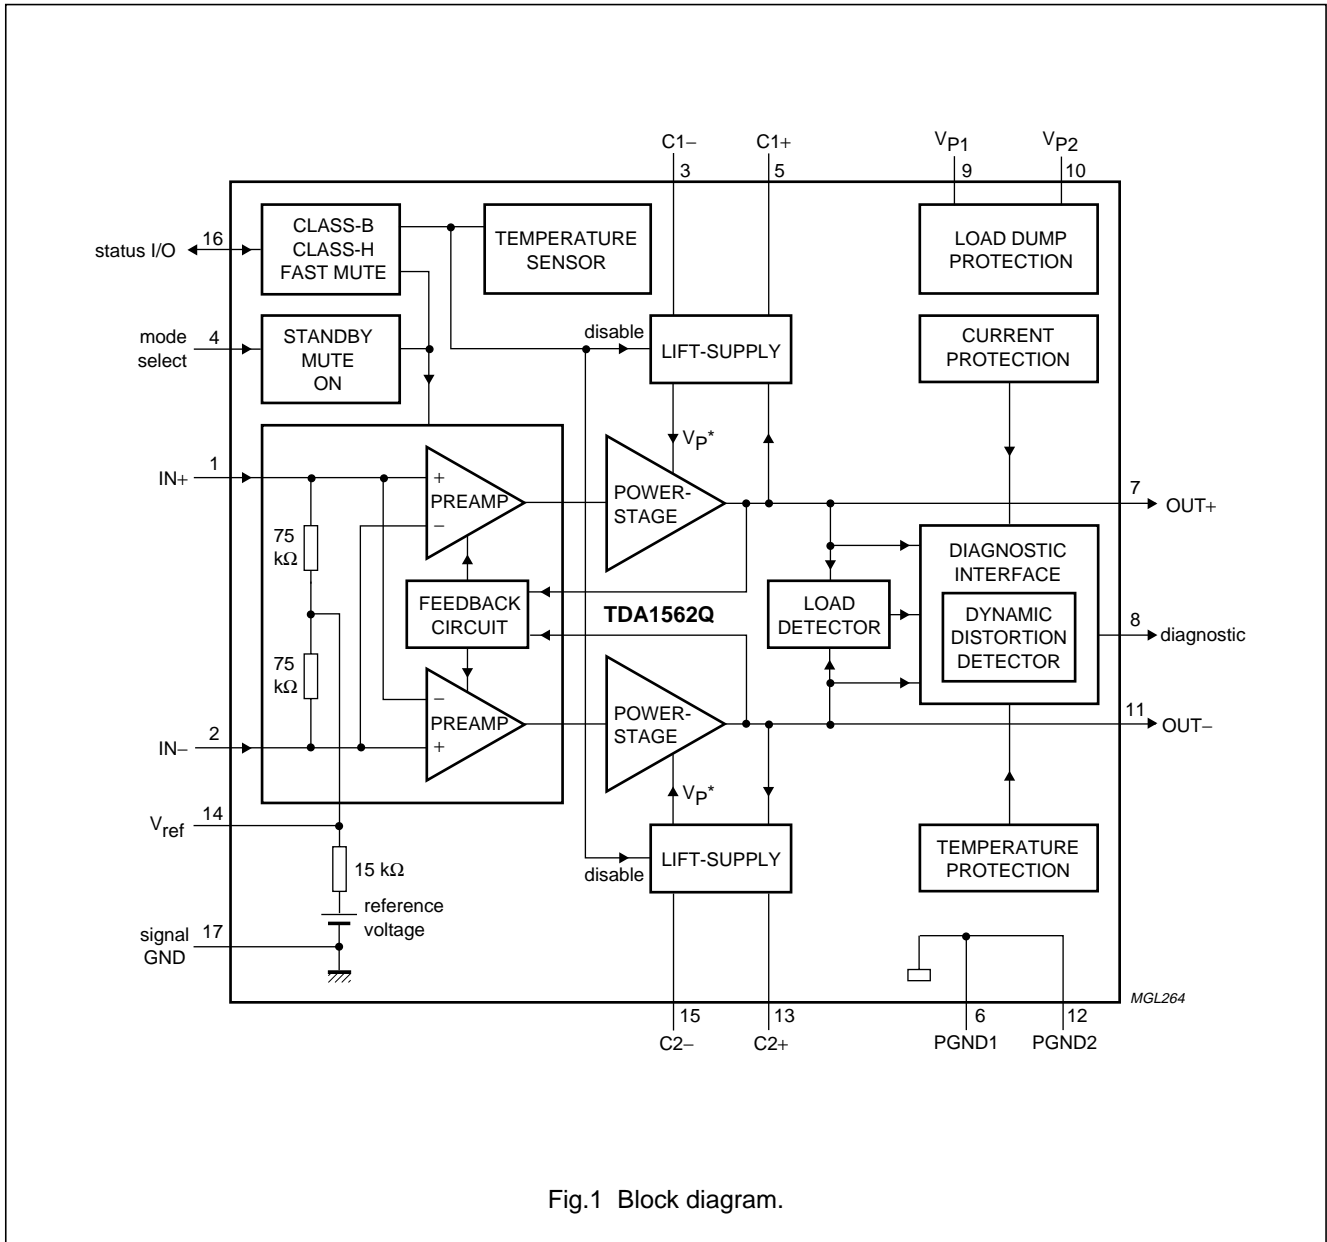 C1−
C1+
VP1
VP2
3
5
9
10
status I/O
16
CLASS-B
CLASS-H
FAST MUTE
TEMPERATURE
SENSOR
LOAD DUMP
PROTECTION
mode
select
4
STANDBY
MUTE
ON
disable
LIFT-SUPPLY
CURRENT
PROTECTION
VP*
IN+
1
+
PREAMP
−
POWER-
STAGE
7
OUT+
75
kΩ
DIAGNOSTIC
INTERFACE
FEEDBACK
CIRCUIT
TDA1562Q
LOAD
DETECTOR
DYNAMIC
DISTORTION
DETECTOR
8
diagnostic
75
kΩ
−
PREAMP
+
POWER-
STAGE
11
OUT−
IN−
2
VP*
Vref
14
15 kΩ
LIFT-SUPPLY
disable
TEMPERATURE
PROTECTION
reference
voltage
signal
GND
17
MGL264
15
13
6
12
C2−
C2+
PGND1
PGND2
Fig.1 Block diagram.